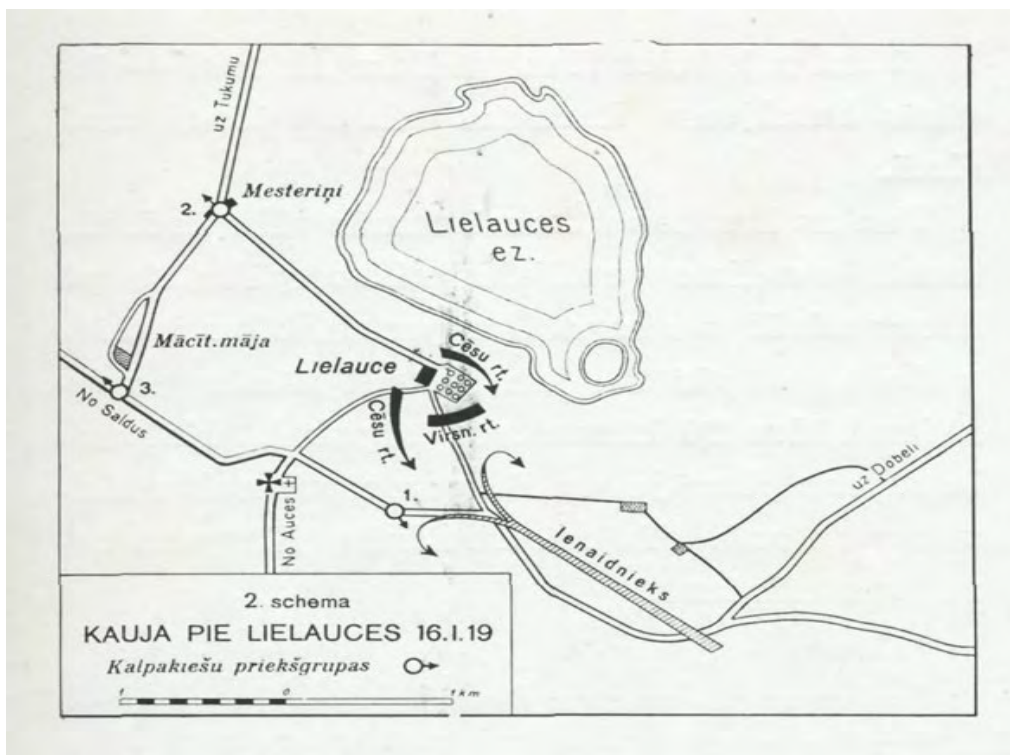 uz Tukumu
2.
Mesteriņi
Lielauces
ez.
Mācīt. māja
Lielauce
Cēsu rt.
3.
No Saldus
Cēsu rt.
Virsn. rt.
uz Dobeli
1.
No Auces
Ienaidnieks
2. schema
KAUJA PIE LIELAUCES 16.I.19
Kalpakiešu priekšgrupas
1 0 1 km